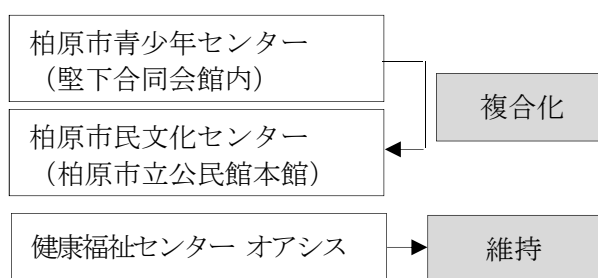 柏原市青少年センター
（堅下合同会館内）
複合化
柏原市民文化センター
（柏原市立公民館本館）
健康福祉センター オアシス
維持